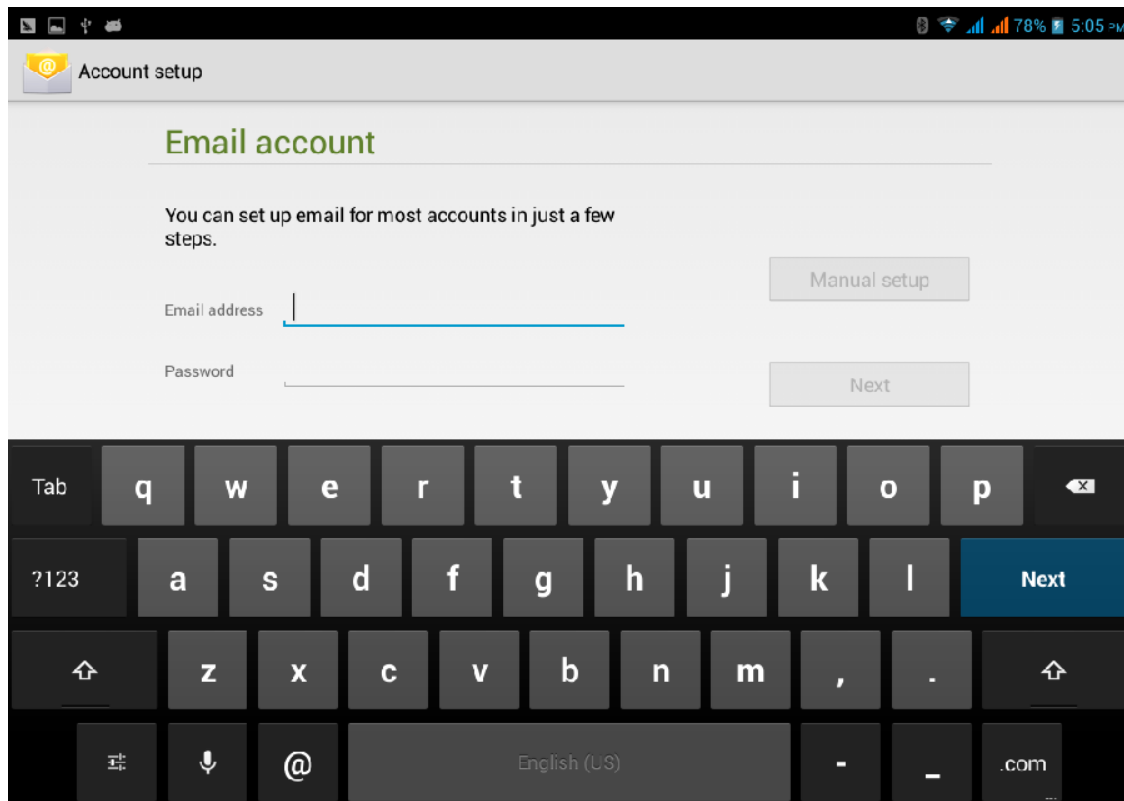 78% 5:05 PM
Account setup
Email account
You can set up email for most accounts in just a few
steps.
Manual setup
Email address
Password
Next
Tab q w e r t y u i o p
?123 a s d f g h j k l Next
z x c v b n m , .
@ English (US) - _ .com